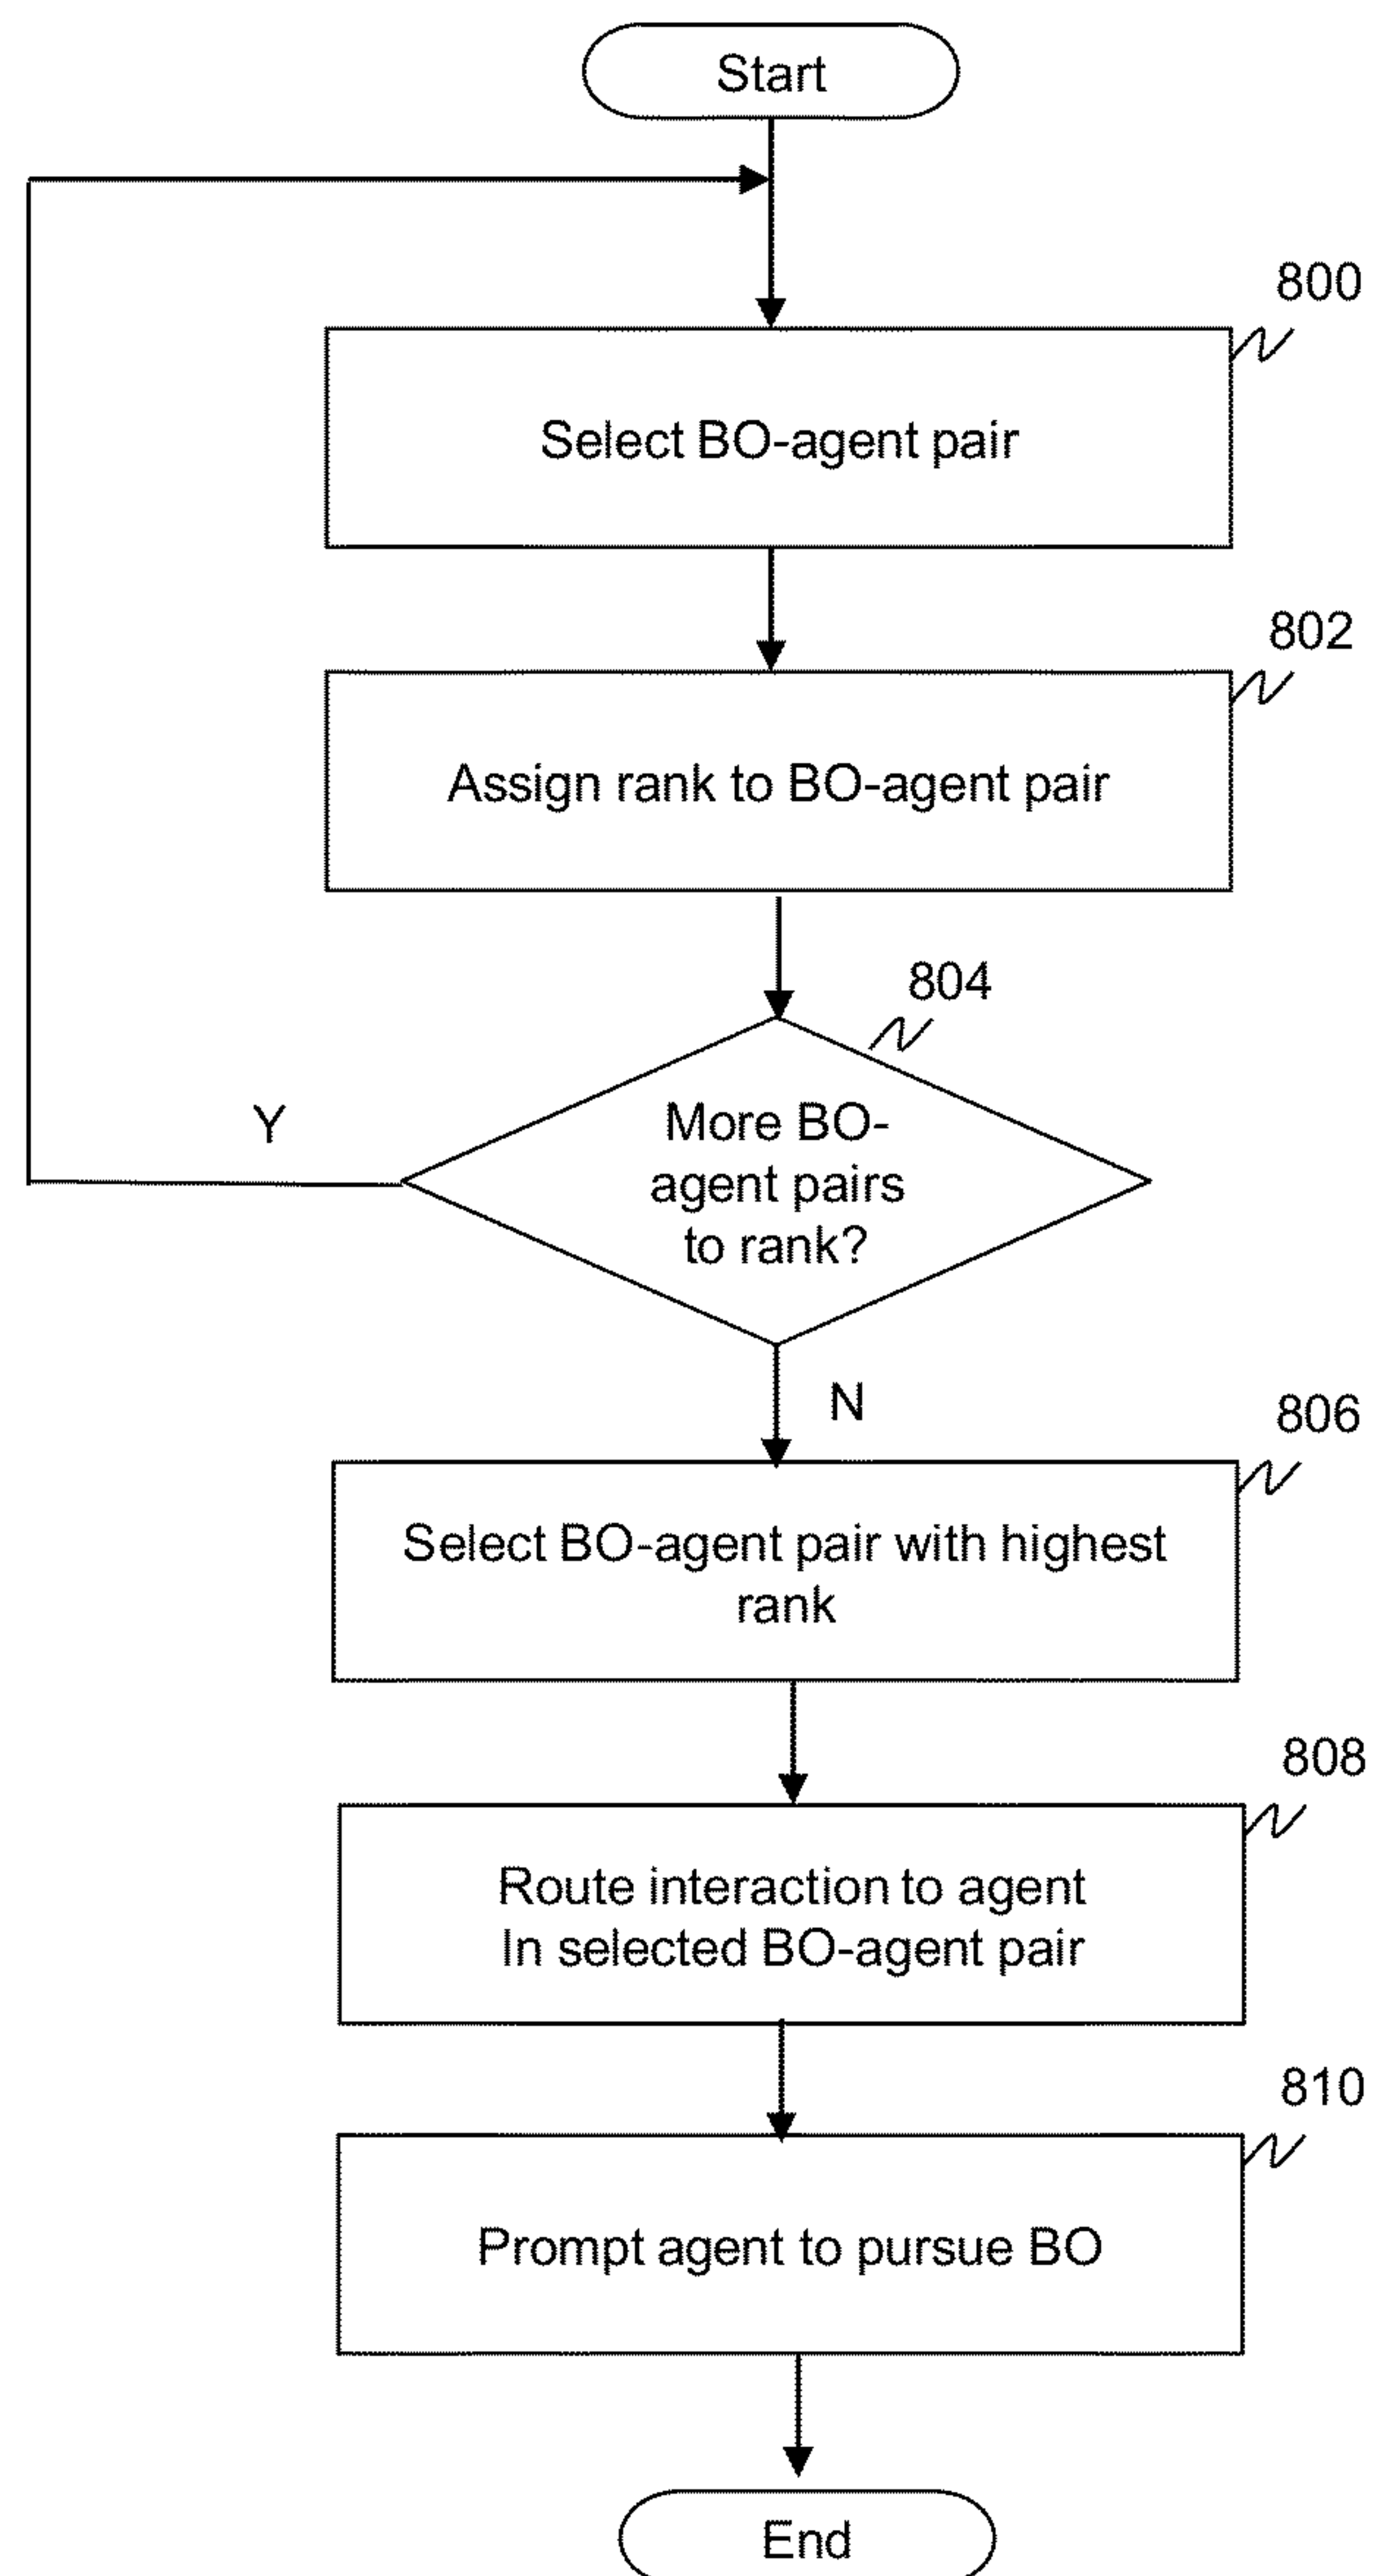 Start
800
Select BO-agent pair
802
Assign rank to BO-agent pair
804
More BO-
agent pairs
to rank?
Y
N
806
Select BO-agent pair with highest
rank
808
Route interaction to agent
In selected BO-agent pair
810
Prompt agent to pursue BO
End